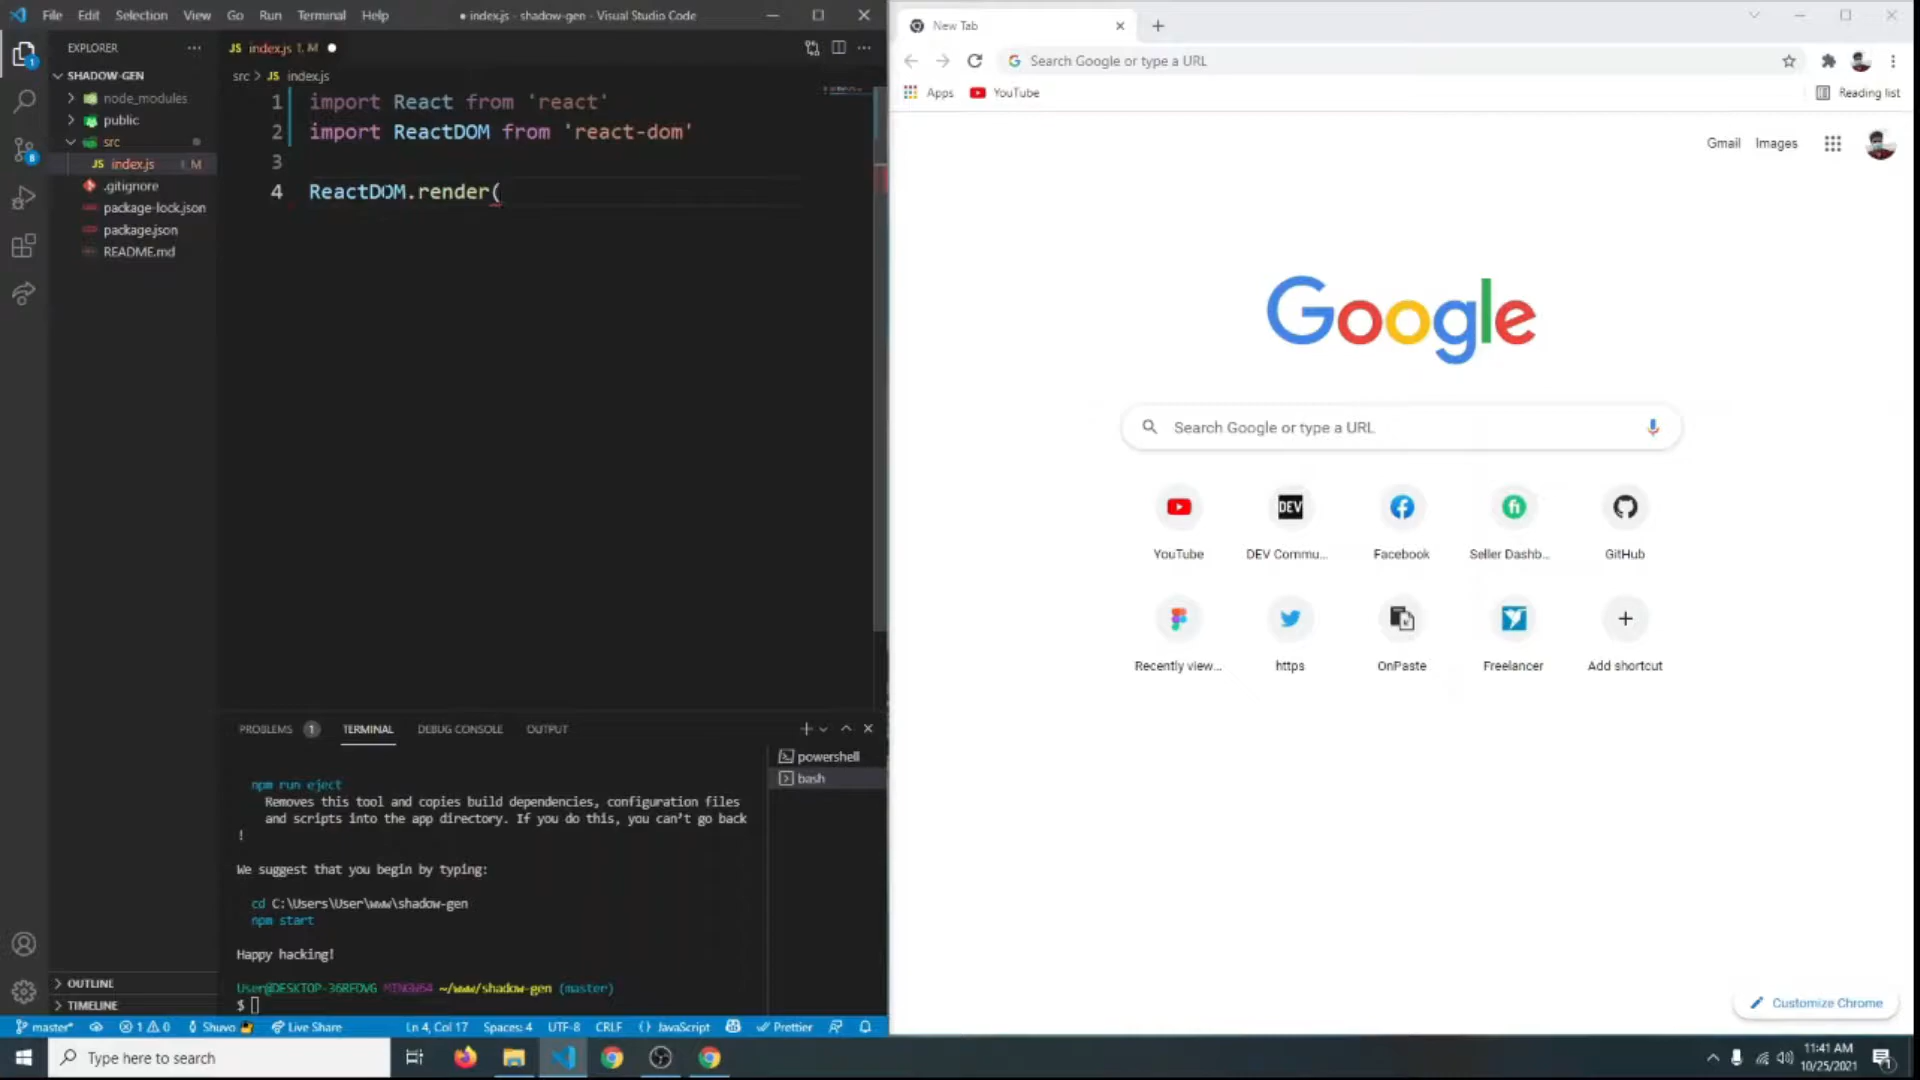 File Edit Selection View Go Run Terminal Help
● index.js - shadow-gen - Visual Studio Code
EXPLORER
SHADOW-GEN
node_modules
public
src
JS index.js 1, M
.gitignore
package-lock.json
package.json
README.md
OUTLINE
TIMELINE
JS index.js 1, M
src > JS index.js
1 import React from 'react'
2 import ReactDOM from 'react-dom'
3
4 ReactDOM.render(
PROBLEMS 1 TERMINAL DEBUG CONSOLE OUTPUT
powershell
bash
npm run eject
Removes this tool and copies build dependencies, configuration files
and scripts into the app directory. If you do this, you can’t go back
!
We suggest that you begin by typing:
cd C:\Users\User\www\shadow-gen
npm start
Happy hacking!
User@DESKTOP-36RFDVG MINGW64 ~/www/shadow-gen (master)
$
master* 1 0 Shuvo Live Share Ln 4, Col 17 Spaces: 4 UTF-8 CRLF JavaScript Prettier
New Tab
Search Google or type a URL
Apps YouTube Reading list
Gmail Images
Google
Search Google or type a URL
DEV
fi
YouTube DEV Commu... Facebook Seller Dashb... GitHub
Recently view... https OnPaste Freelancer Add shortcut
Customize Chrome
Type here to search
11:41 AM
10/25/2021